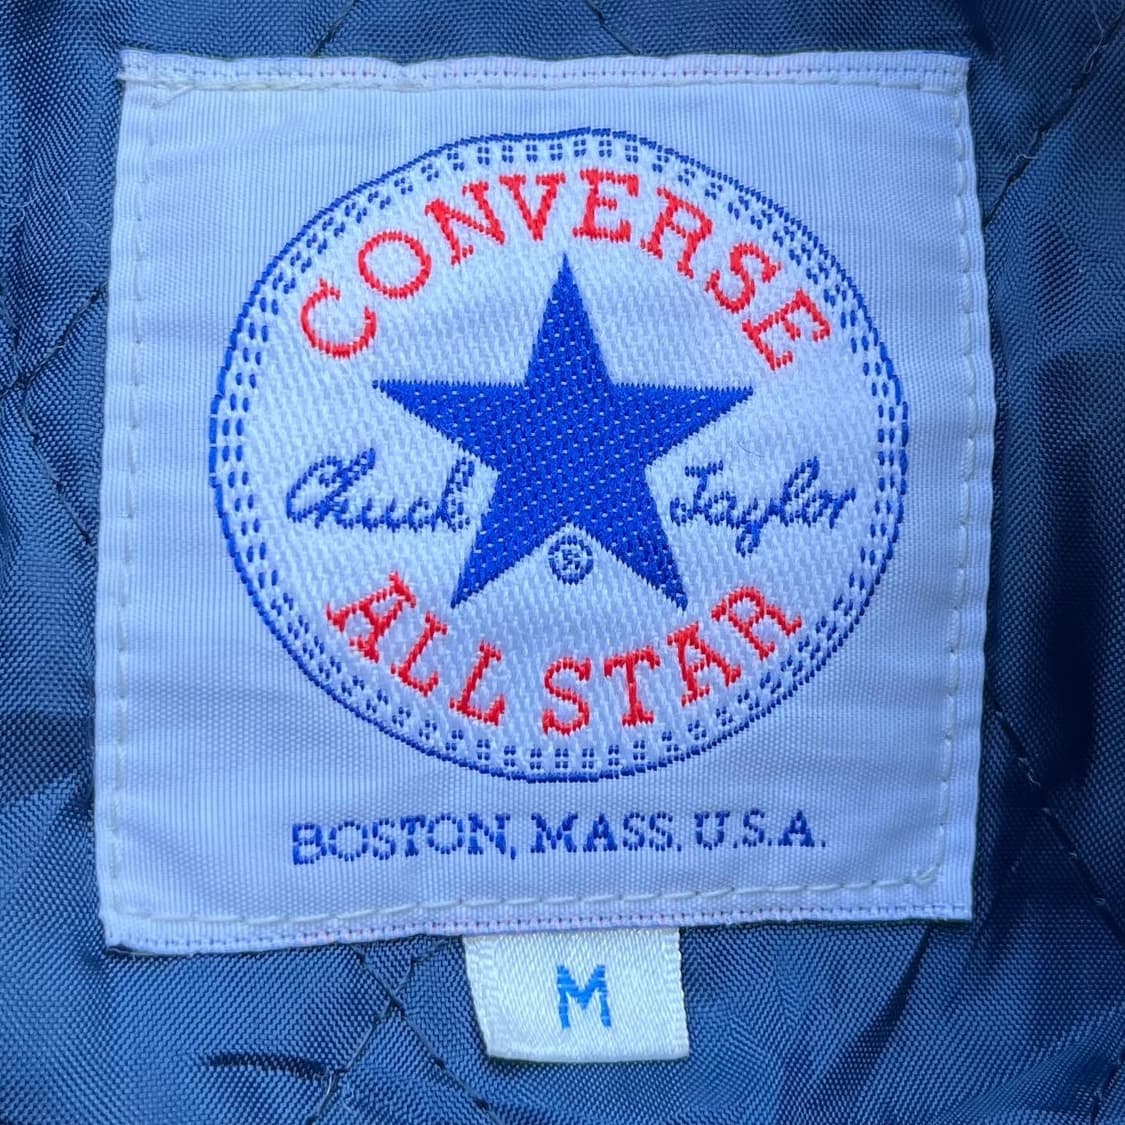 CONVERSE
Chuck Taylor
®
ALL STAR
BOSTON, MASS. U.S.A.
M